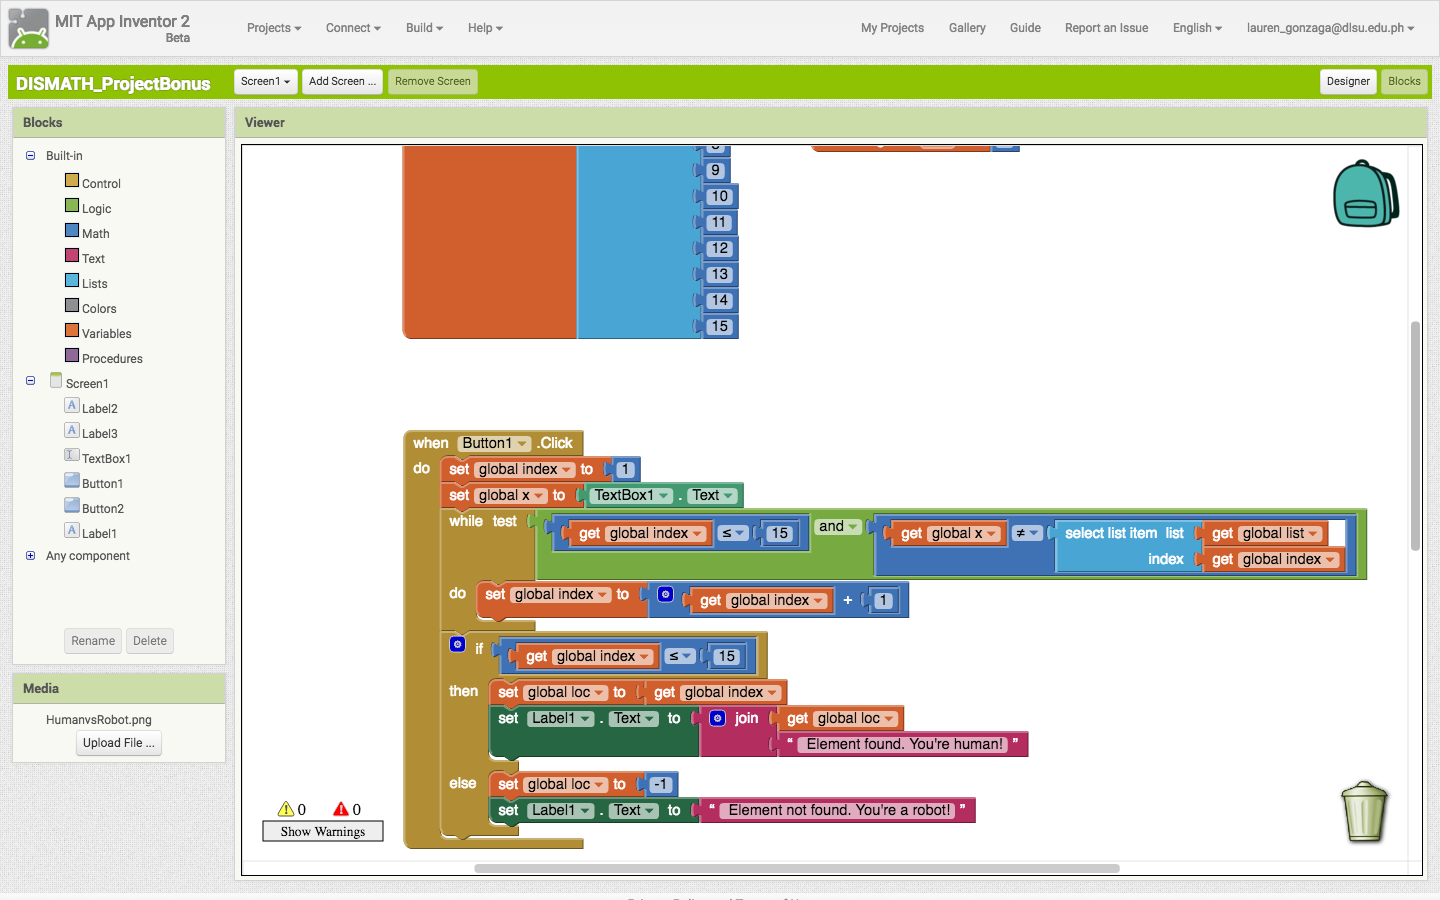 MIT App Inventor 2
Beta
Projects Connect Build Help
My Projects Gallery Guide Report an Issue English lauren_gonzaga@dlsu.edu.ph
DISMATH_ProjectBonus
Screen1 Add Screen ... Remove Screen
Designer Blocks
Blocks
Built-in
Control
Logic
Math
Text
Lists
Colors
Variables
Procedures
Screen1
Label2
Label3
TextBox1
Button1
Button2
Label1
Any component
Rename Delete
Media
HumanvsRobot.png
Upload File ...
Viewer
9
10
11
12
13
14
15
when Button1 .Click
do set global index to 1
set global x to TextBox1 . Text
while test get global index ≤ 15 and get global x ≠ select list item list get global list
index get global index
do set global index to get global index + 1
if get global index ≤ 15
then set global loc to get global index
set Label1 . Text to join get global loc
“ Element found. You're human! ”
else set global loc to -1
set Label1 . Text to “ Element not found. You're a robot! ”
0 0
Show Warnings